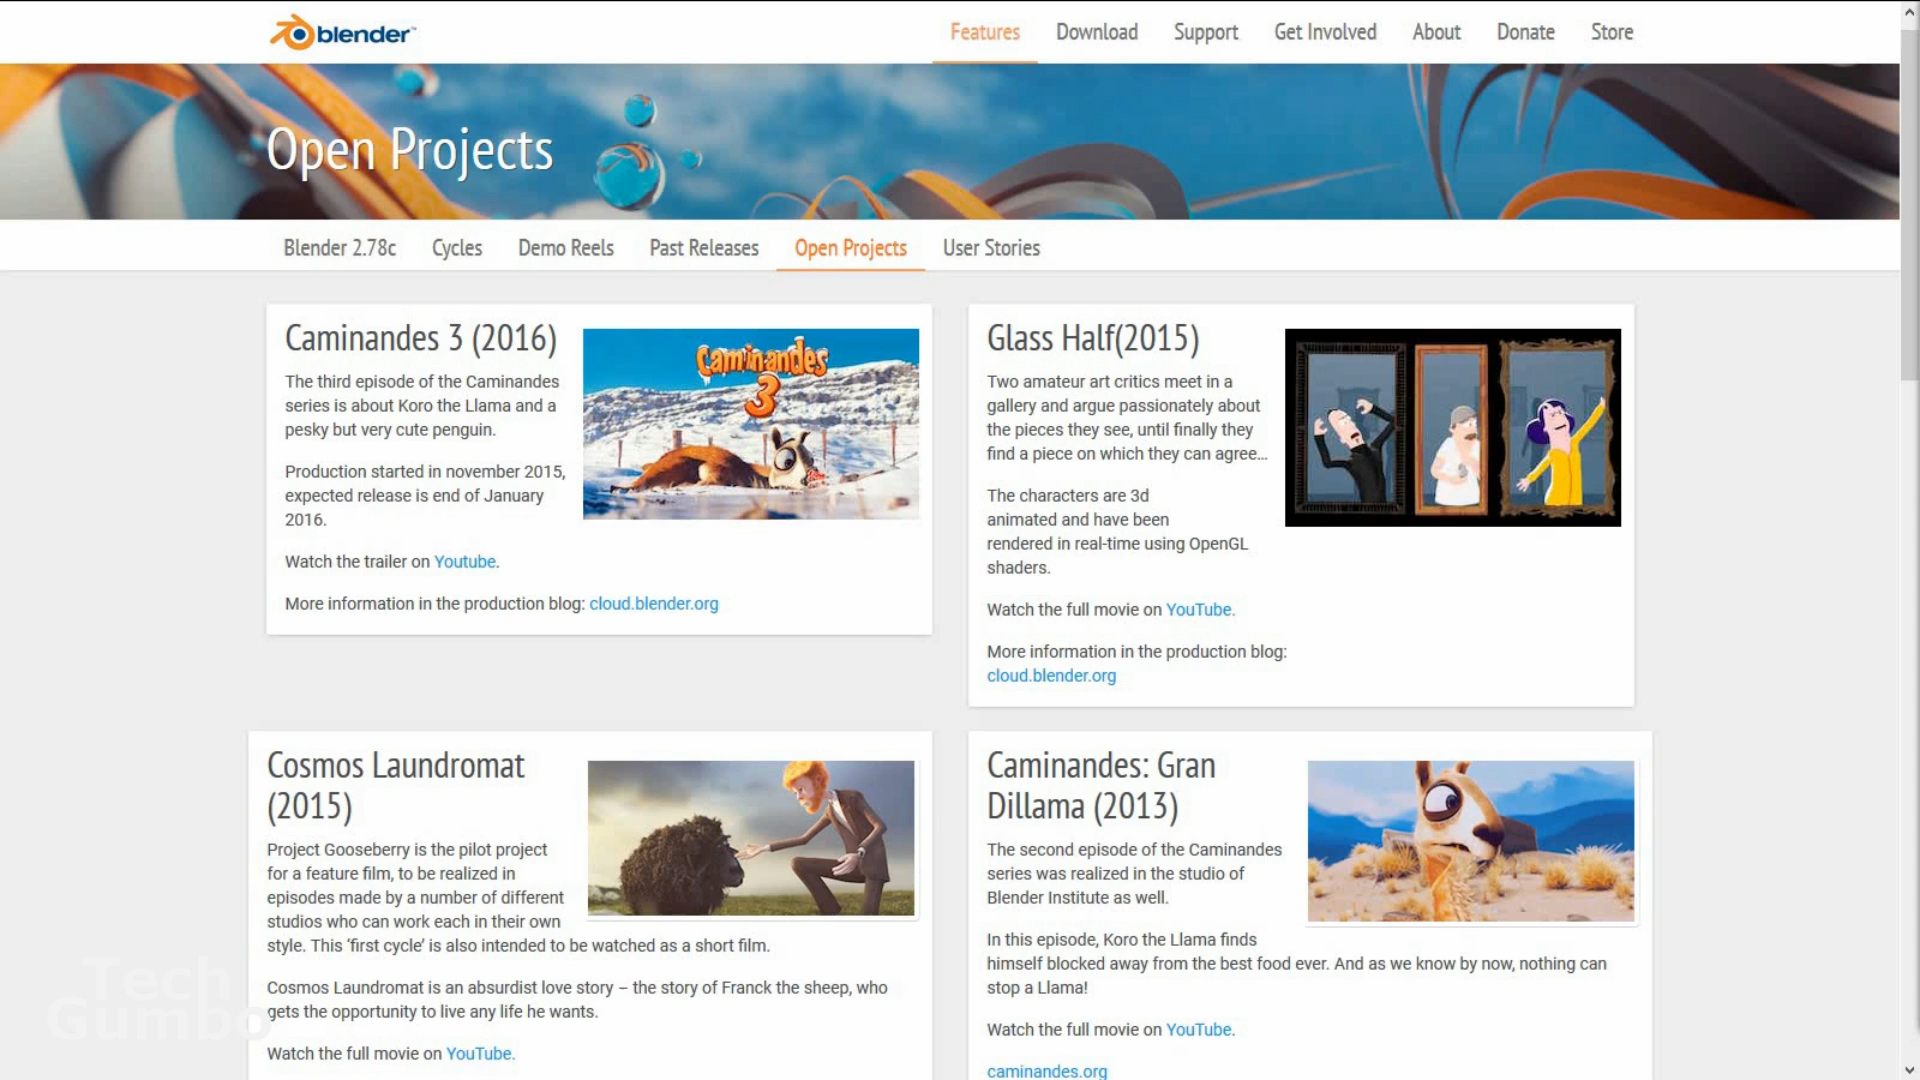 blender™
Features Download Support Get Involved About Donate Store
Open Projects
Blender 2.78c Cycles Demo Reels Past Releases Open Projects User Stories
Caminandes 3 (2016)
The third episode of the Caminandes
series is about Koro the Llama and a
pesky but very cute penguin.
Production started in november 2015,
expected release is end of January
2016.
Watch the trailer on Youtube.
More information in the production blog: cloud.blender.org
Caminandes
3
Glass Half(2015)
Two amateur art critics meet in a
gallery and argue passionately about
the pieces they see, until finally they
find a piece on which they can agree…
The characters are 3d
animated and have been
rendered in real-time using OpenGL
shaders.
Watch the full movie on YouTube.
More information in the production blog:
cloud.blender.org
Cosmos Laundromat
(2015)
Project Gooseberry is the pilot project
for a feature film, to be realized in
episodes made by a number of different
studios who can work each in their own
style. This ‘first cycle’ is also intended to be watched as a short film.
Cosmos Laundromat is an absurdist love story – the story of Franck the sheep, who
gets the opportunity to live any life he wants.
Watch the full movie on YouTube.
Caminandes: Gran
Dillama (2013)
The second episode of the Caminandes
series was realized in the studio of
Blender Institute as well.
In this episode, Koro the Llama finds
himself blocked away from the best food ever. And as we know by now, nothing can
stop a Llama!
Watch the full movie on YouTube.
caminandes.org
Tech
Gumbo